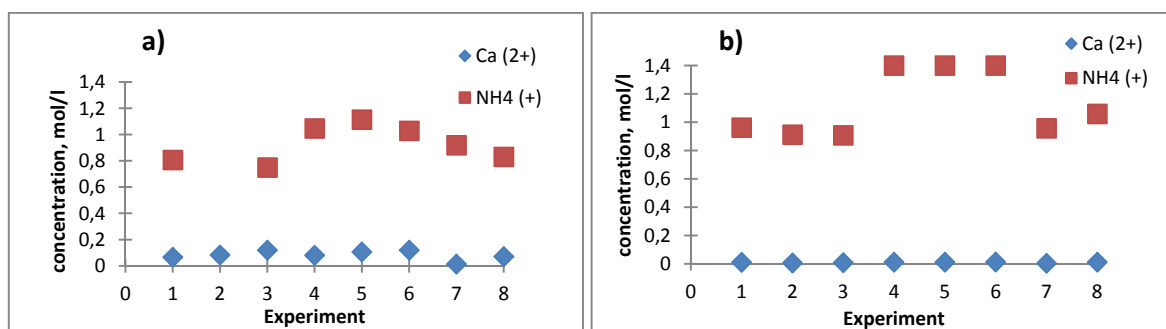 a)
Ca (2+)
NH4 (+)
concentration, mol/l
1,4
1,2
1
0,8
0,6
0,4
0,2
0
0 1 2 3 4 5 6 7 8
Experiment
b)
Ca (2+)
NH4 (+)
concentration, mol/l
1,4
1,2
1
0,8
0,6
0,4
0,2
0
0 1 2 3 4 5 6 7 8
Experiment